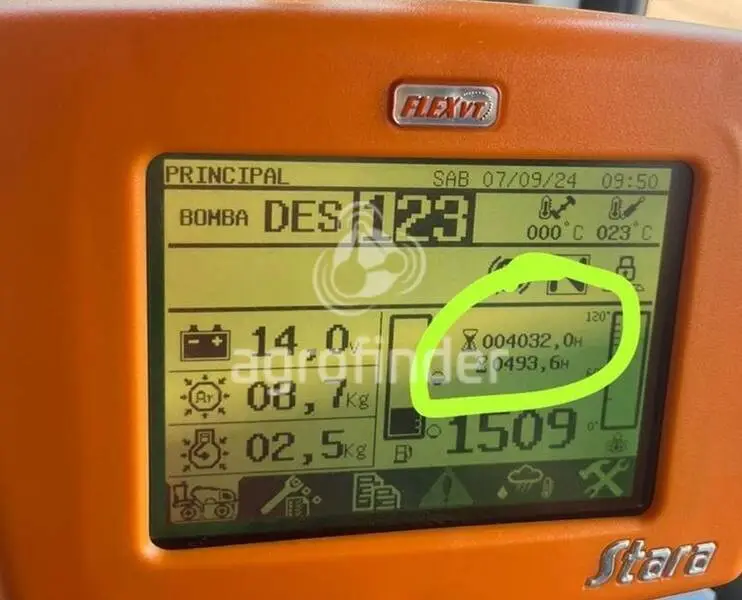 FLEXVT
PRINCIPAL SAB 07/09/24 09:50
BOMBA DES 123 000°C 023°C
120°
14,0V 004032,0H
agrofinder
0493,6H
08,7Kg
02,5Kg 1509 0°
Stara